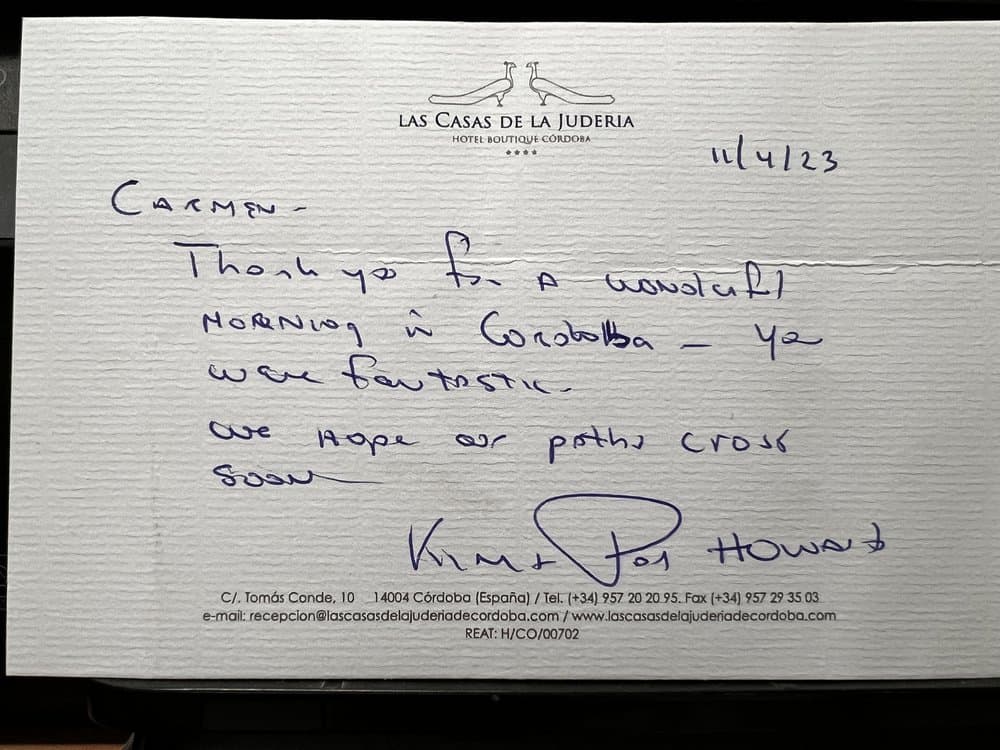 LAS CASAS DE LA JUDERIA
HOTEL BOUTIQUE CÓRDOBA
11/4/23
CARMEN -
Thank you for A wonderful
MORNING in Cordoba - you
were fantastic -
We Hope our paths cross
soon
KIM + HOWARD
C/. Tomás Conde, 10 14004 Córdoba (España) / Tel. (+34) 957 20 20 95. Fax (+34) 957 29 35 03
e-mail: recepcion@lascasasdelajuderiadecordoba.com / www.lascasasdelajuderiadecordoba.com
REAT: H/CO/00702